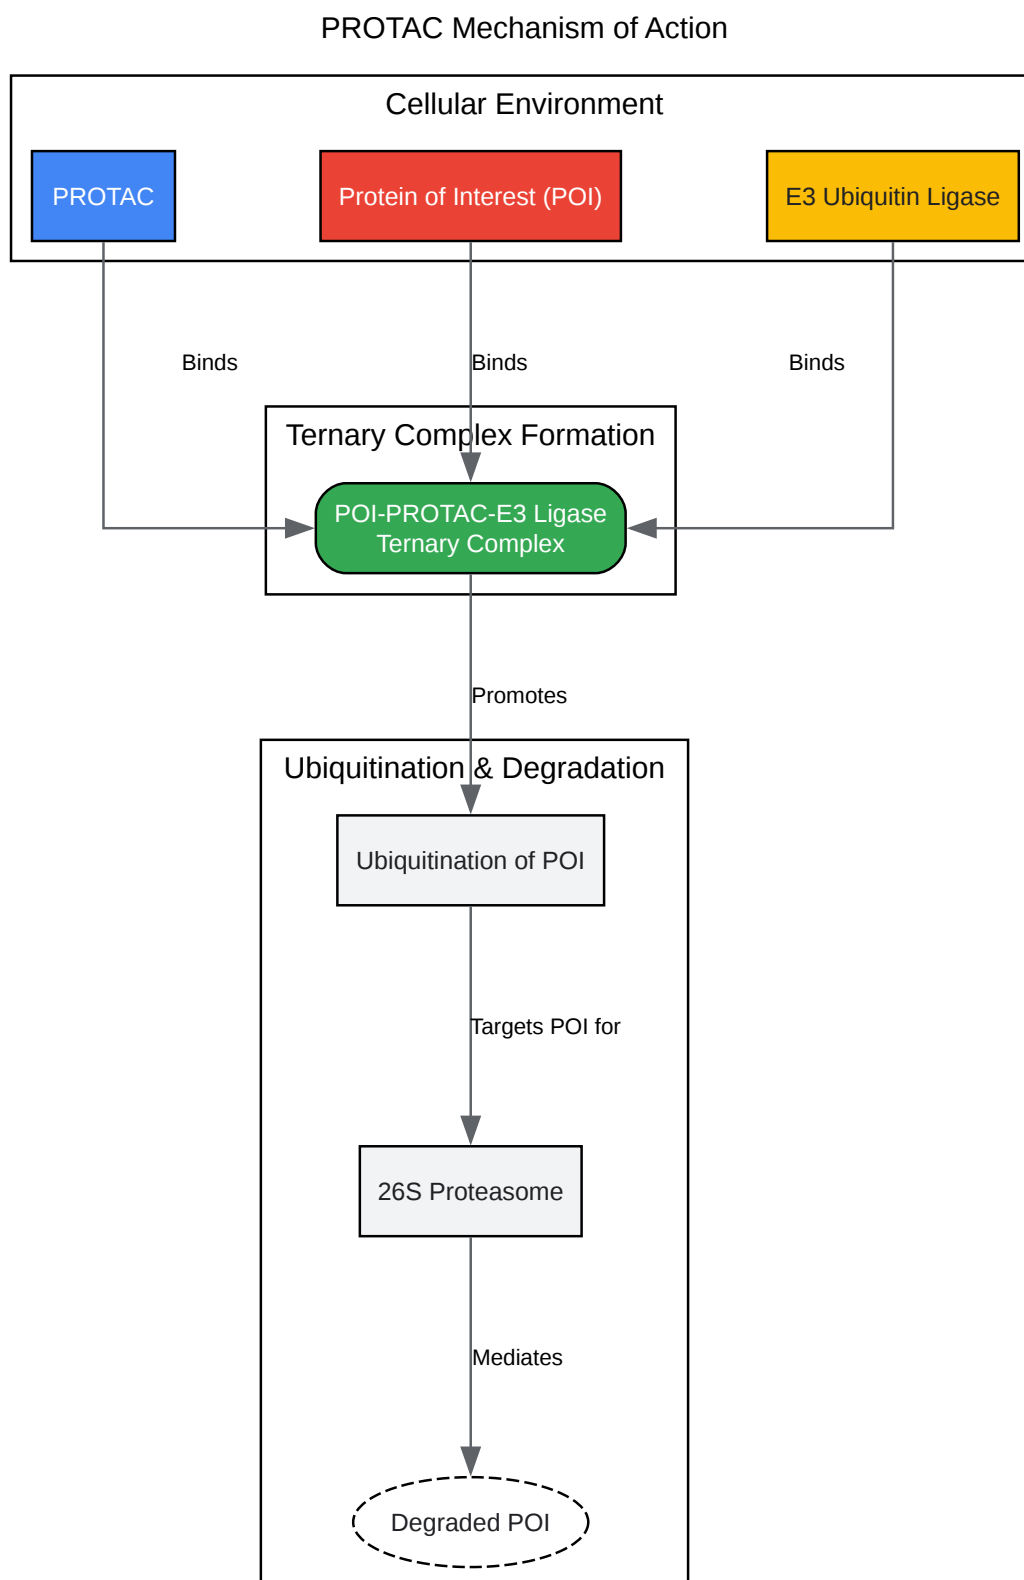 PROTAC Mechanism of Action
Cellular Environment
PROTAC
Protein of Interest (POI)
E3 Ubiquitin Ligase
Binds
Binds
Binds
Ternary Complex Formation
POI-PROTAC-E3 Ligase
Ternary Complex
Promotes
Ubiquitination & Degradation
Ubiquitination of POI
Targets POI for
26S Proteasome
Mediates
Degraded POI